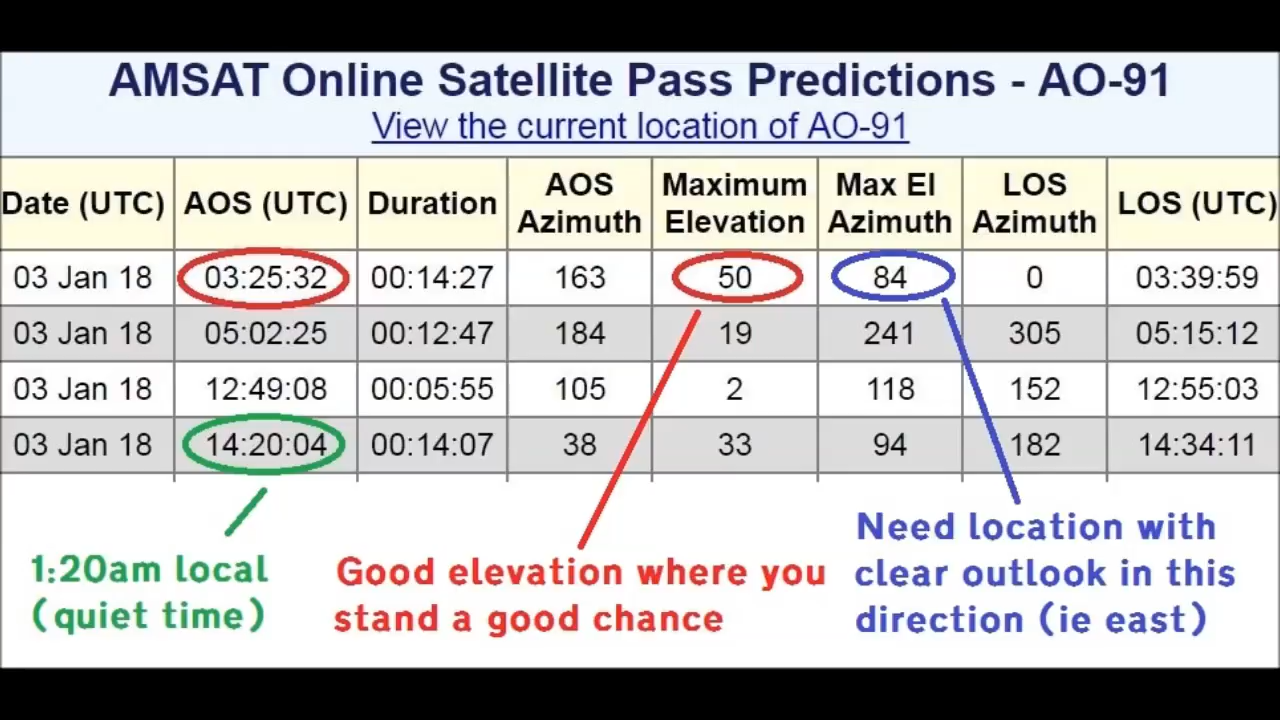 AMSAT Online Satellite Pass Predictions - AO-91
View the current location of AO-91
Date (UTC) AOS (UTC) Duration AOS Azimuth Maximum Elevation Max El Azimuth LOS Azimuth LOS (UTC)
03 Jan 18 03:25:32 00:14:27 163 50 84 0 03:39:59
03 Jan 18 05:02:25 00:12:47 184 19 241 305 05:15:12
03 Jan 18 12:49:08 00:05:55 105 2 118 152 12:55:03
03 Jan 18 14:20:04 00:14:07 38 33 94 182 14:34:11
1:20am local
(quiet time)
Good elevation where you
stand a good chance
Need location with
clear outlook in this
direction (ie east)